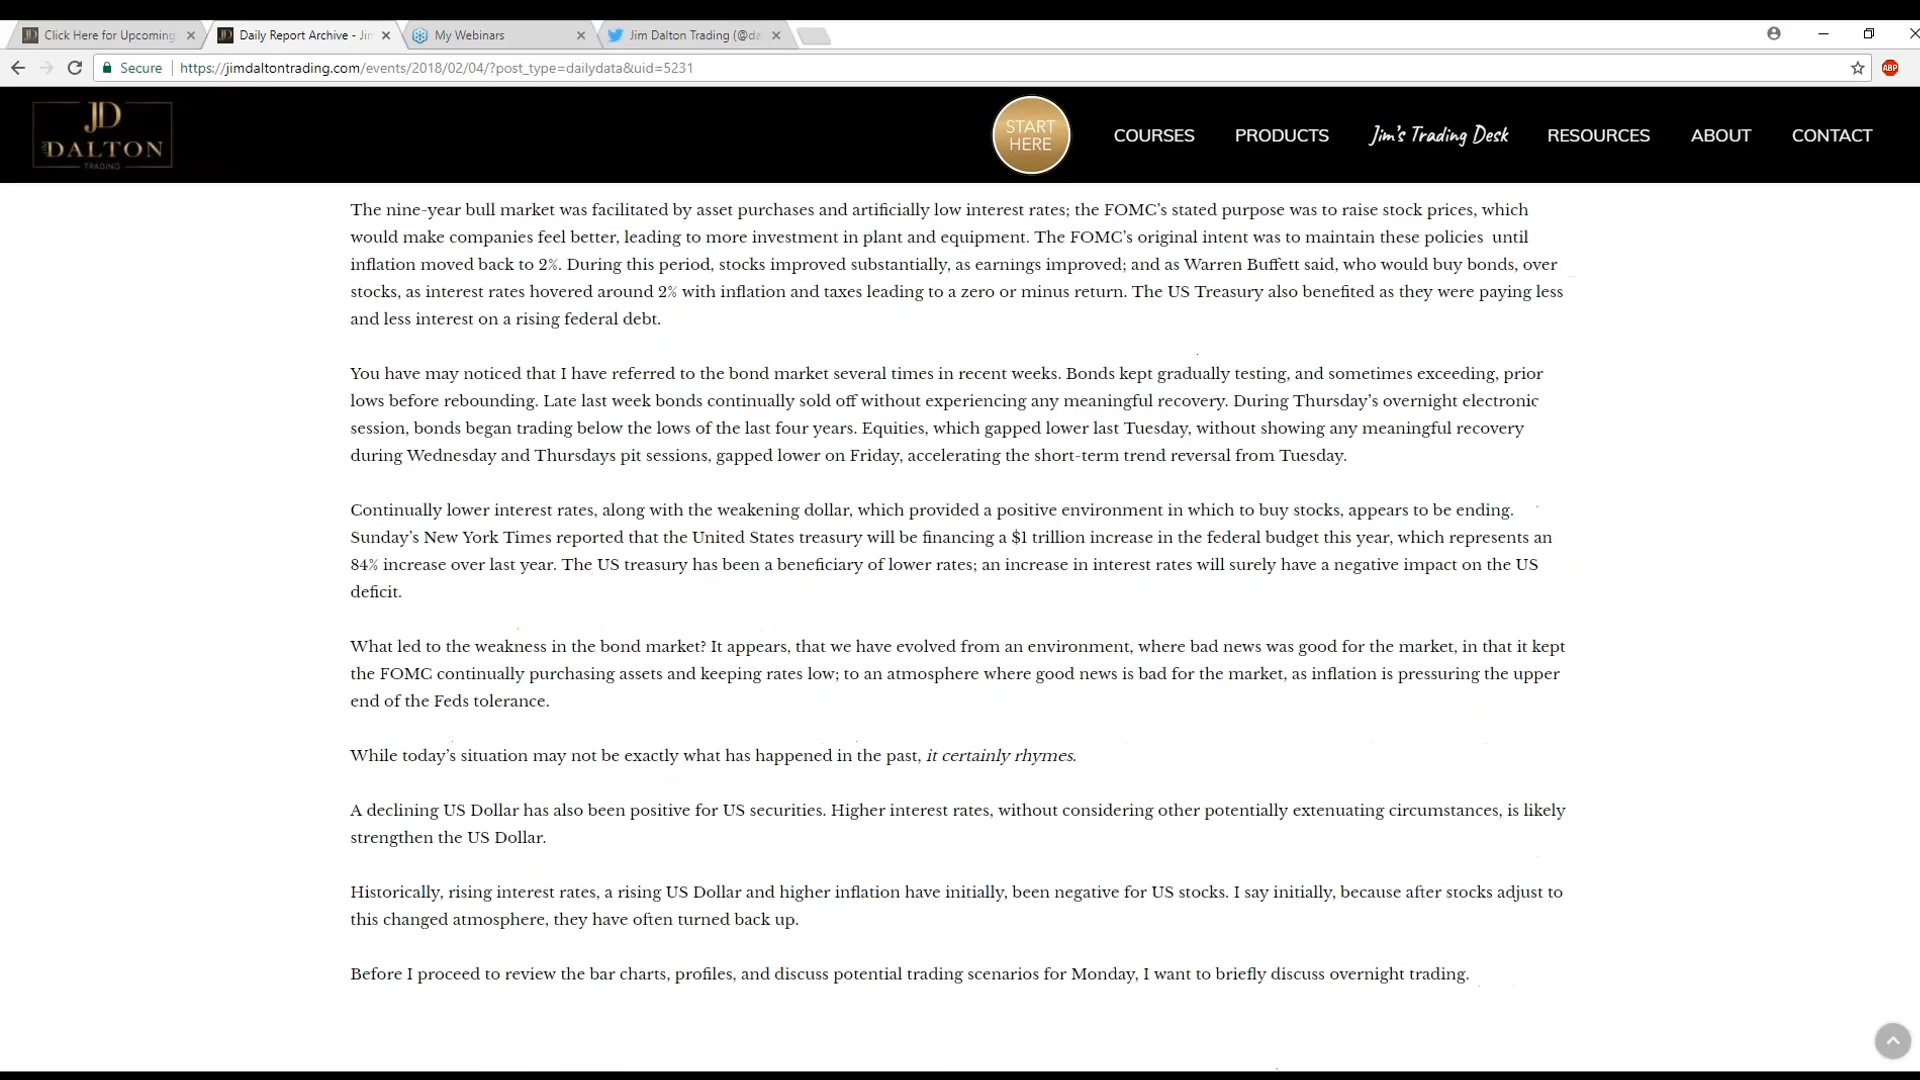 Click Here for Upcoming
Daily Report Archive - Jim
My Webinars
Jim Dalton Trading (@da
Secure
https://jimdaltontrading.com/events/2018/02/04/?post_type=dailydata&uid=5231
ABP
JD
DALTON
TRADING
START
HERE
COURSES
PRODUCTS
Jim's Trading Desk
RESOURCES
ABOUT
CONTACT
The nine-year bull market was facilitated by asset purchases and artificially low interest rates; the FOMC's stated purpose was to raise stock prices, which
would make companies feel better, leading to more investment in plant and equipment. The FOMC's original intent was to maintain these policies  until
inflation moved back to 2%. During this period, stocks improved substantially, as earnings improved; and as Warren Buffett said, who would buy bonds, over
stocks, as interest rates hovered around 2% with inflation and taxes leading to a zero or minus return. The US Treasury also benefited as they were paying less
and less interest on a rising federal debt.
You have may noticed that I have referred to the bond market several times in recent weeks. Bonds kept gradually testing, and sometimes exceeding, prior
lows before rebounding. Late last week bonds continually sold off without experiencing any meaningful recovery. During Thursday's overnight electronic
session, bonds began trading below the lows of the last four years. Equities, which gapped lower last Tuesday, without showing any meaningful recovery
during Wednesday and Thursdays pit sessions, gapped lower on Friday, accelerating the short-term trend reversal from Tuesday.
Continually lower interest rates, along with the weakening dollar, which provided a positive environment in which to buy stocks, appears to be ending.
Sunday's New York Times reported that the United States treasury will be financing a $1 trillion increase in the federal budget this year, which represents an
84% increase over last year. The US treasury has been a beneficiary of lower rates; an increase in interest rates will surely have a negative impact on the US
deficit.
What led to the weakness in the bond market? It appears, that we have evolved from an environment, where bad news was good for the market, in that it kept
the FOMC continually purchasing assets and keeping rates low; to an atmosphere where good news is bad for the market, as inflation is pressuring the upper
end of the Feds tolerance.
While today's situation may not be exactly what has happened in the past, it certainly rhymes.
A declining US Dollar has also been positive for US securities. Higher interest rates, without considering other potentially extenuating circumstances, is likely
strengthen the US Dollar.
Historically, rising interest rates, a rising US Dollar and higher inflation have initially, been negative for US stocks. I say initially, because after stocks adjust to
this changed atmosphere, they have often turned back up.
Before I proceed to review the bar charts, profiles, and discuss potential trading scenarios for Monday, I want to briefly discuss overnight trading.